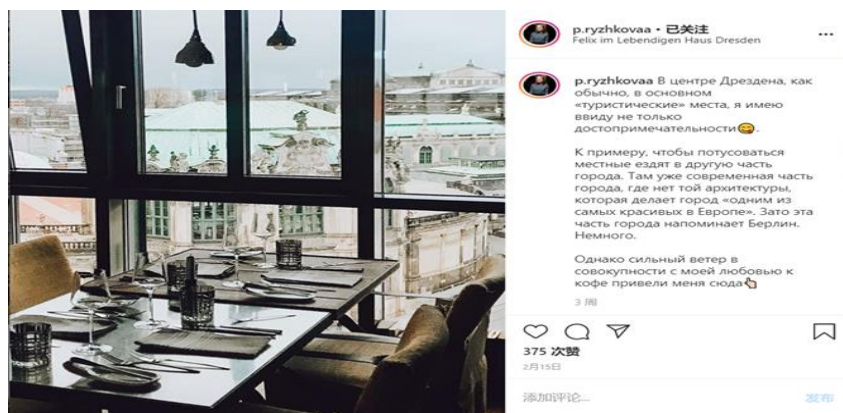 p.ryzhkovaa • 已关注
Felix im Lebendigen Haus Dresden
p.ryzhkovaa В центре Дрездена, как
обычно, в основном
«туристические» места, я имею
ввиду не только
достопримечательности😋.
К примеру, чтобы потусоваться
местные ездят в другую часть
города. Там уже современная часть
города, где нет той архитектуры,
которая делает город «одним из
самых красивых в Европе». Зато эта
часть города напоминает Берлин.
Немного.
Однако сильный ветер в
совокупности с моей любовью к
кофе привели меня сюда👆🏻
3 周
375 次赞
2月15日
添加评论...
发布